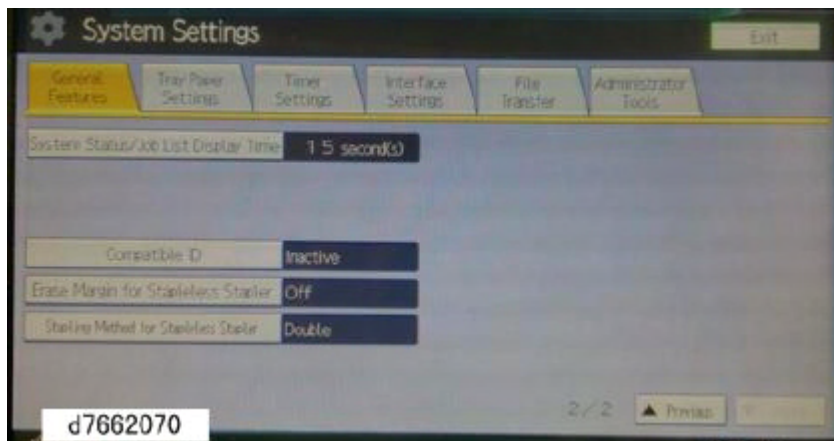 System Settings
Exit
General Features
Tray Paper Settings
Timer Settings
Interface Settings
File Transfer
Administrator Tools
System Status/Job List Display Time
15 second(s)
Compatible ID
Inactive
Erase Margin for Stapleless Stapler
Off
Stapling Method for Stapleless Stapler
Double
2/2
▲ Previous
d7662070